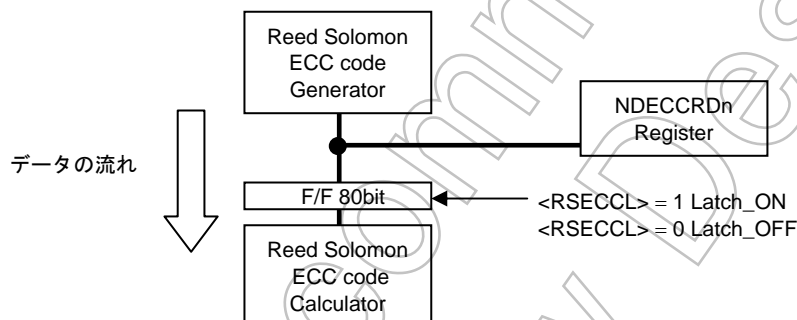 Reed Solomon
ECC code
Generator
NDECCRDn
Register
データの流れ
F/F 80bit
<RSECCL> = 1 Latch_ON
<RSECCL> = 0 Latch_OFF
Reed Solomon
ECC code
Calculator